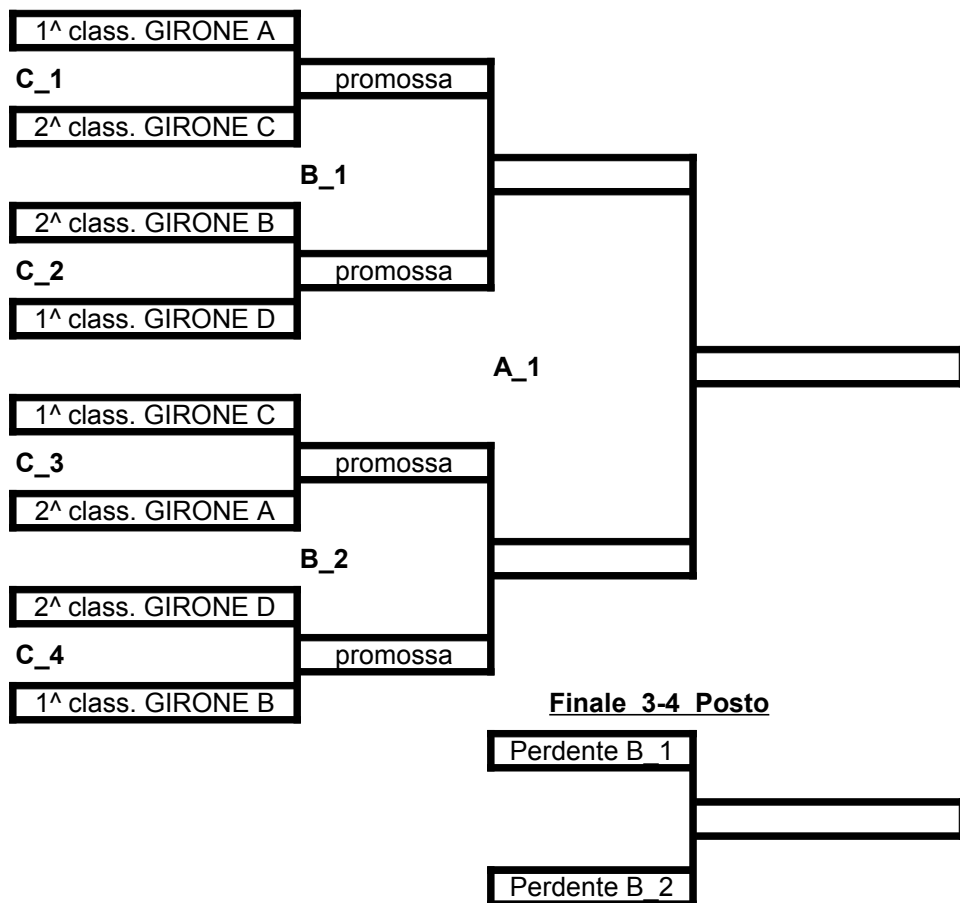 1^ class. GIRONE A
C_1
promossa
2^ class. GIRONE C
B_1
2^ class. GIRONE B
C_2
promossa
1^ class. GIRONE D
A_1
1^ class. GIRONE C
C_3
promossa
2^ class. GIRONE A
B_2
2^ class. GIRONE D
C_4
promossa
1^ class. GIRONE B
Finale 3-4 Posto
Perdente B_1
Perdente B_2